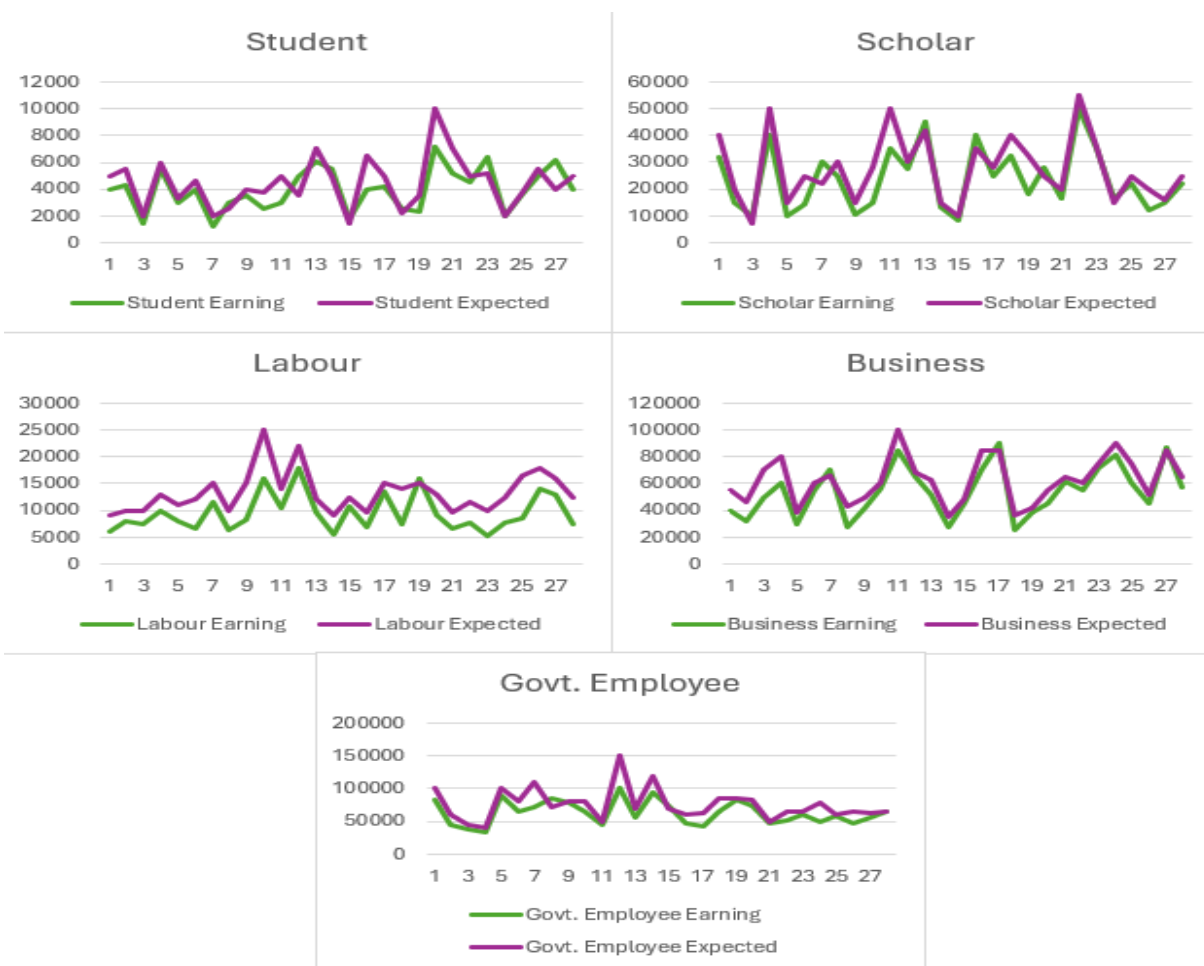 Student
12000
10000
8000
6000
4000
2000
0
1 3 5 7 9 11 13 15 17 19 21 23 25 27
Student Earning Student Expected
Scholar
60000
50000
40000
30000
20000
10000
0
1 3 5 7 9 11 13 15 17 19 21 23 25 27
Scholar Earning Scholar Expected
Labour
30000
25000
20000
15000
10000
5000
0
1 3 5 7 9 11 13 15 17 19 21 23 25 27
Labour Earning Labour Expected
Business
120000
100000
80000
60000
40000
20000
0
1 3 5 7 9 11 13 15 17 19 21 23 25 27
Business Earning Business Expected
Govt. Employee
200000
150000
100000
50000
0
1 3 5 7 9 11 13 15 17 19 21 23 25 27
Govt. Employee Earning
Govt. Employee Expected